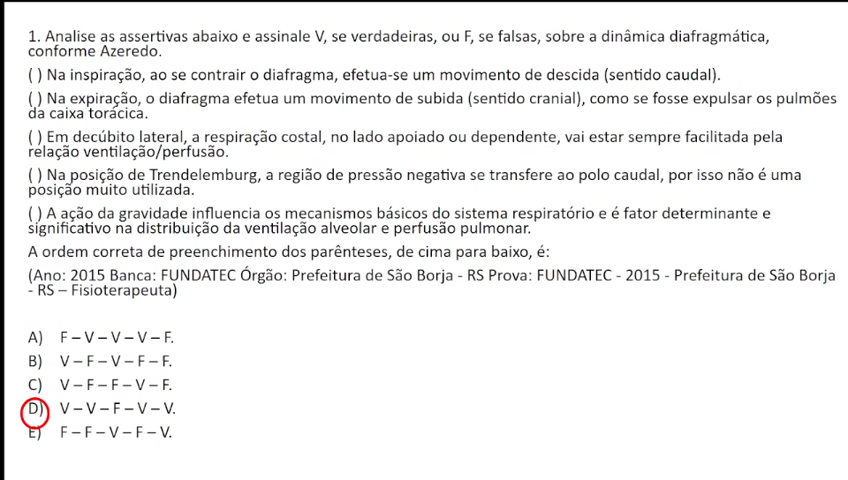 1. Analise as assertivas abaixo e assinale V, se verdadeiras, ou F, se falsas, sobre a dinâmica diafragmática,
conforme Azeredo.
( ) Na inspiração, ao se contrair o diafragma, efetua-se um movimento de descida (sentido caudal).
( ) Na expiração, o diafragma efetua um movimento de subida (sentido cranial), como se fosse expulsar os pulmões
da caixa torácica.
( ) Em decúbito lateral, a respiração costal, no lado apoiado ou dependente, vai estar sempre facilitada pela
relação ventilação/perfusão.
( ) Na posição de Trendelemburg, a região de pressão negativa se transfere ao polo caudal, por isso não é uma
posição muito utilizada.
( ) A ação da gravidade influencia os mecanismos básicos do sistema respiratório e é fator determinante e
significativo na distribuição da ventilação alveolar e perfusão pulmonar.
A ordem correta de preenchimento dos parênteses, de cima para baixo, é:
(Ano: 2015 Banca: FUNDATEC Órgão: Prefeitura de São Borja - RS Prova: FUNDATEC - 2015 - Prefeitura de São Borja
- RS – Fisioterapeuta)
A) F – V – V – V – F.
B) V – F – V – F – F.
C) V – F – F – V – F.
D) V – V – F – V – V.
E) F – F – V – F – V.